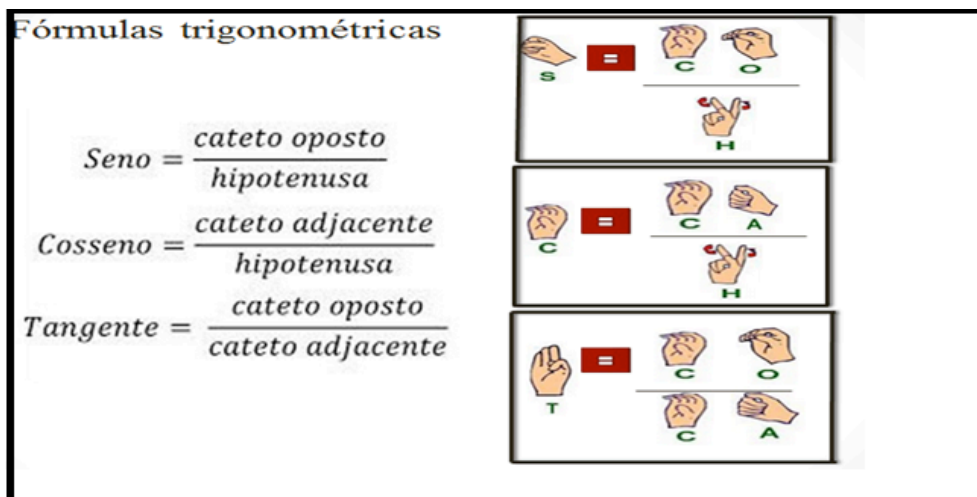 Fórmulas trigonométricas
Seno = cateto oposto / hipotenusa
Cosseno = cateto adjacente / hipotenusa
Tangente = cateto oposto / cateto adjacente
S = C O
H
C = C A
H
T = C O
C A